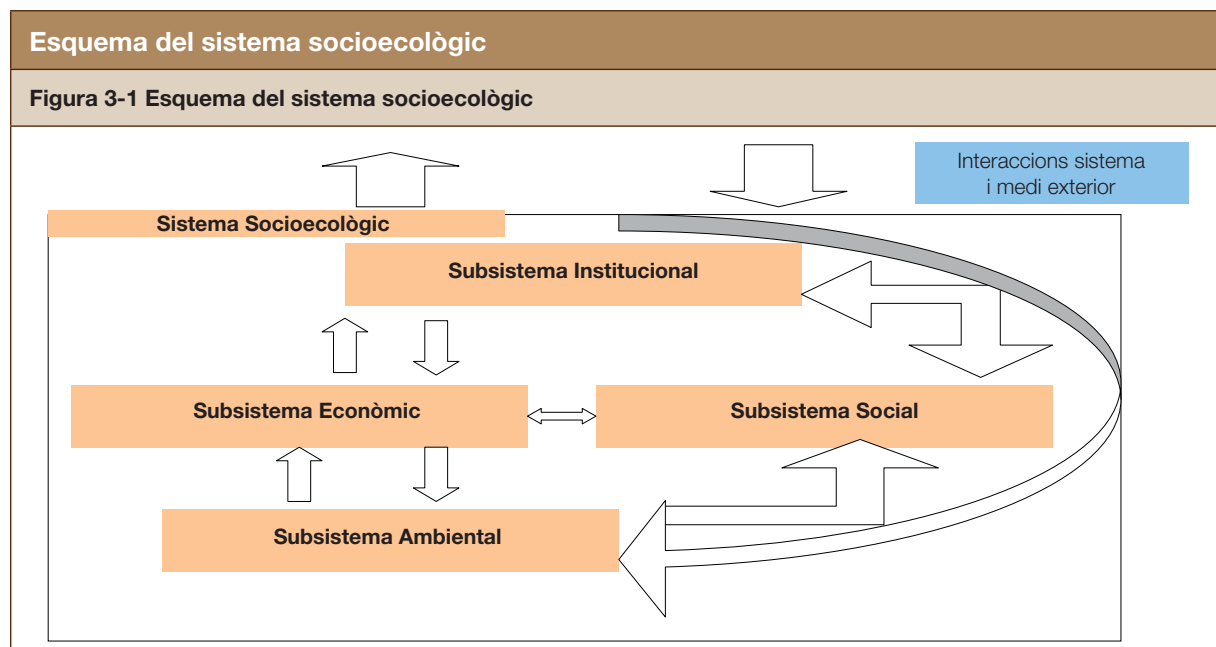 Esquema del sistema socioecològic
Figura 3-1 Esquema del sistema socioecològic
Interaccions sistema
i medi exterior
Sistema Socioecològic
Subsistema Institucional
Subsistema Econòmic
Subsistema Social
Subsistema Ambiental